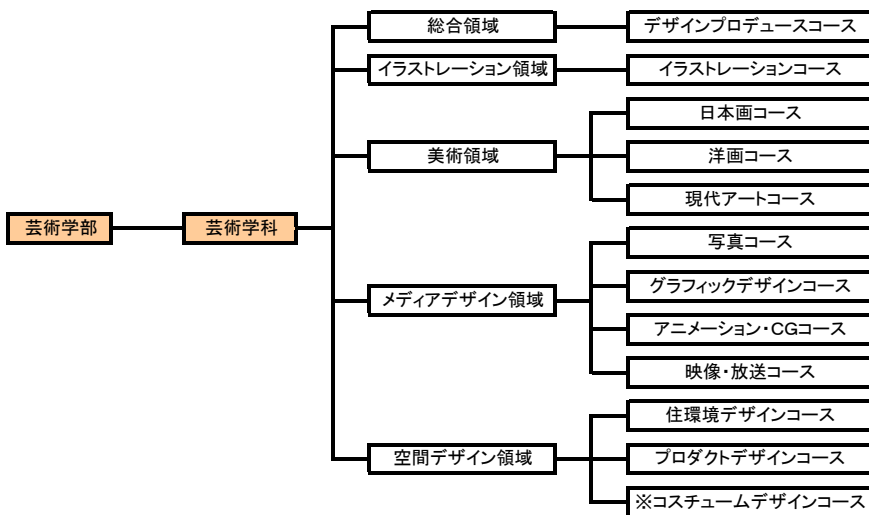 総合領域
デザインプロデュースコース
イラストレーション領域
イラストレーションコース
日本画コース
美術領域
洋画コース
現代アートコース
芸術学部
芸術学科
写真コース
グラフィックデザインコース
メディアデザイン領域
アニメーション・CGコース
映像・放送コース
住環境デザインコース
空間デザイン領域
プロダクトデザインコース
※コスチュームデザインコース